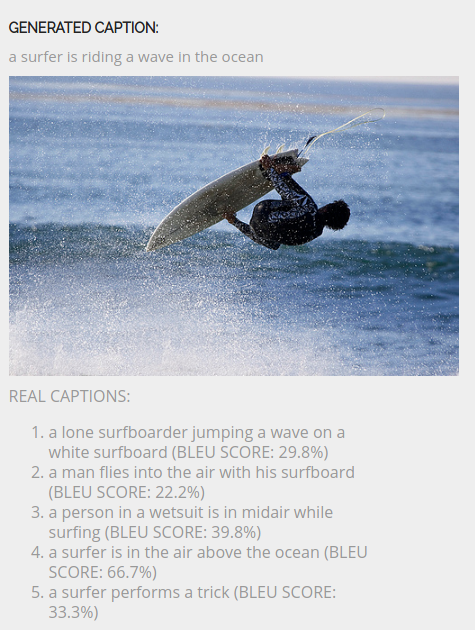 GENERATED CAPTION:
a surfer is riding a wave in the ocean
REAL CAPTIONS:
1. a lone surfboarder jumping a wave on a
white surfboard (BLEU SCORE: 29.8%)
2. a man flies into the air with his surfboard
(BLEU SCORE: 22.2%)
3. a person in a wetsuit is in midair while
surfing (BLEU SCORE: 39.8%)
4. a surfer is in the air above the ocean (BLEU
SCORE: 66.7%)
5. a surfer performs a trick (BLEU SCORE:
33.3%)